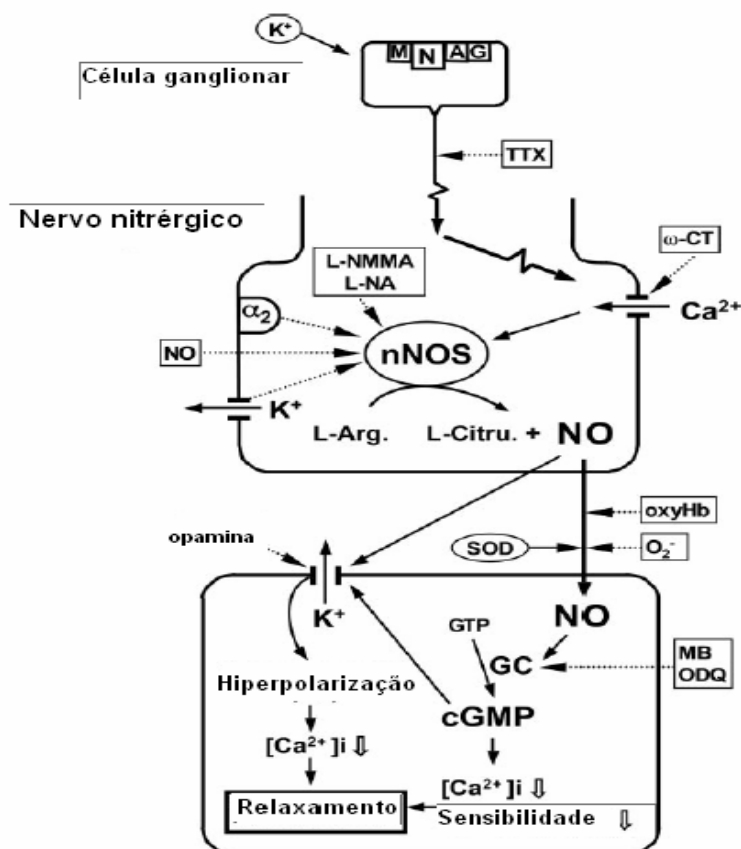 K⁺
M N A G
Célula ganglionar
TTX
Nervo nitrérgico
ω-CT
L-NMMA
L-NA
α₂
Ca²⁺
NO
nNOS
K⁺
L-Arg. L-Citru. + NO
oxyHb
opamina
SOD
O₂⁻
K⁺
NO
GTP
GC
MB
ODQ
Hiperpolarização
cGMP
[Ca²⁺]i ⇩
[Ca²⁺]i ⇩
Relaxamento
Sensibilidade ⇩